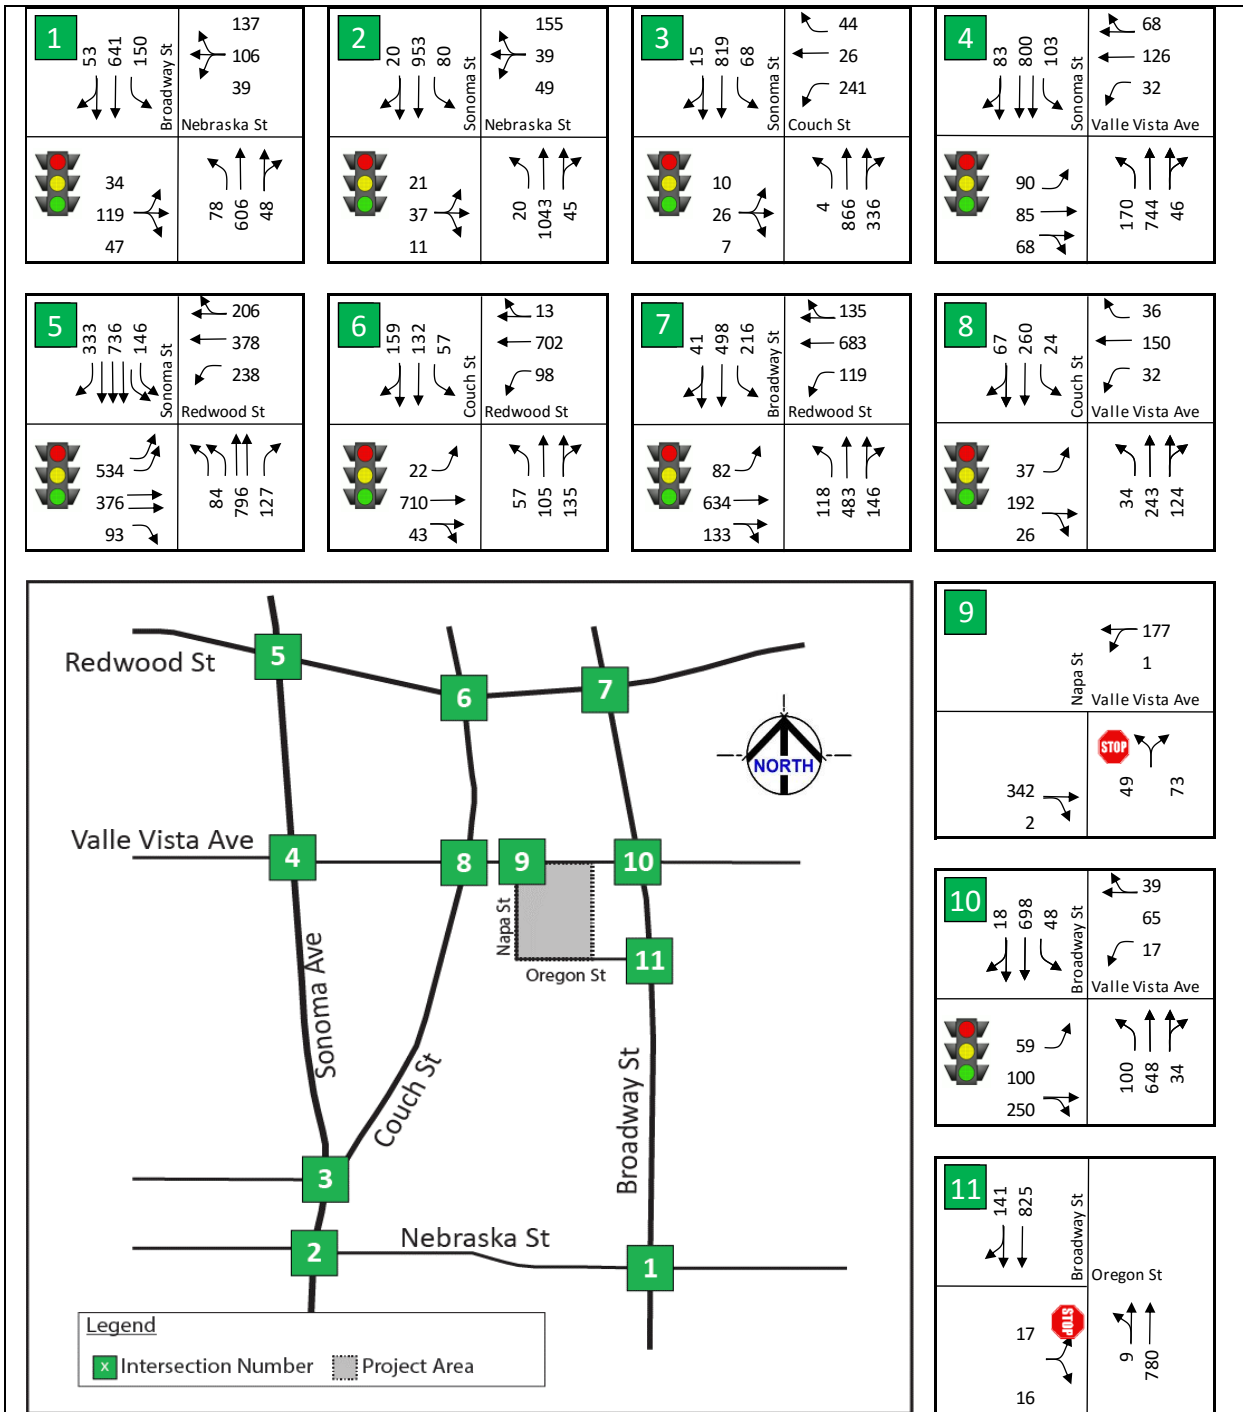 1
53 641 150
Broadway St
137
106
39
Nebraska St
34
119
47
78 606 48
2
20 953 80
Sonoma St
155
39
49
Nebraska St
21
37
11
20 1043 45
3
15 819 68
Sonoma St
44
26
241
Couch St
10
26
7
4 866 336
4
83 800 103
Sonoma St
68
126
32
Valle Vista Ave
90
85
68
170 744 46
5
333 736 146
Sonoma St
206
378
238
Redwood St
534
376
93
84 796 127
6
159 132 57
Couch St
13
702
98
Redwood St
22
710
43
57 105 135
7
41 498 216
Broadway St
135
683
119
Redwood St
82
634
133
118 483 146
8
67 260 24
Couch St
36
150
32
Valle Vista Ave
37
192
26
34 243 124
9
Napa St
177
1
Valle Vista Ave
342
2
STOP
49 73
10
18 698 48
Broadway St
39
65
17
Valle Vista Ave
59
100
250
100 648 34
11
141 825
Broadway St
Oregon St
17
16
STOP
9 780
Redwood St
5
6
7
NORTH
Valle Vista Ave
4
8
9
10
Napa St
Oregon St
11
Sonoma Ave
Couch St
Broadway St
3
2
Nebraska St
1
Legend
x Intersection Number
Project Area